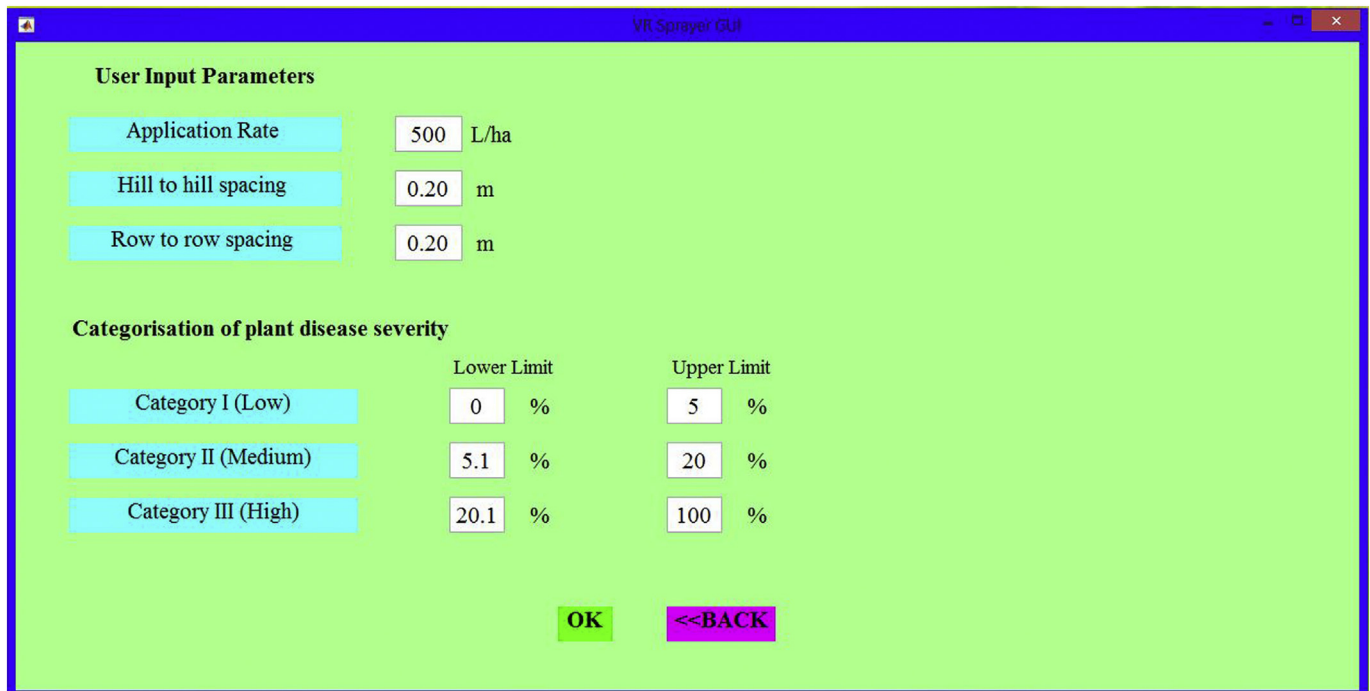 VR Sprayer GUI
User Input Parameters
Application Rate 500 L/ha
Hill to hill spacing 0.20 m
Row to row spacing 0.20 m
Categorisation of plant disease severity
Lower Limit Upper Limit
Category I (Low) 0 % 5 %
Category II (Medium) 5.1 % 20 %
Category III (High) 20.1 % 100 %
OK <<BACK